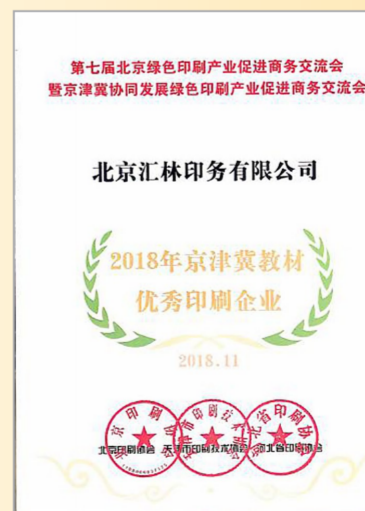 第七届北京绿色印刷产业促进商务交流会
暨京津冀协同发展绿色印刷产业促进商务交流会
北京汇林印务有限公司
2018年京津冀教材
优秀印刷企业
2018.11
北京印刷协会 天津市印刷技术协会 河北省印刷协会